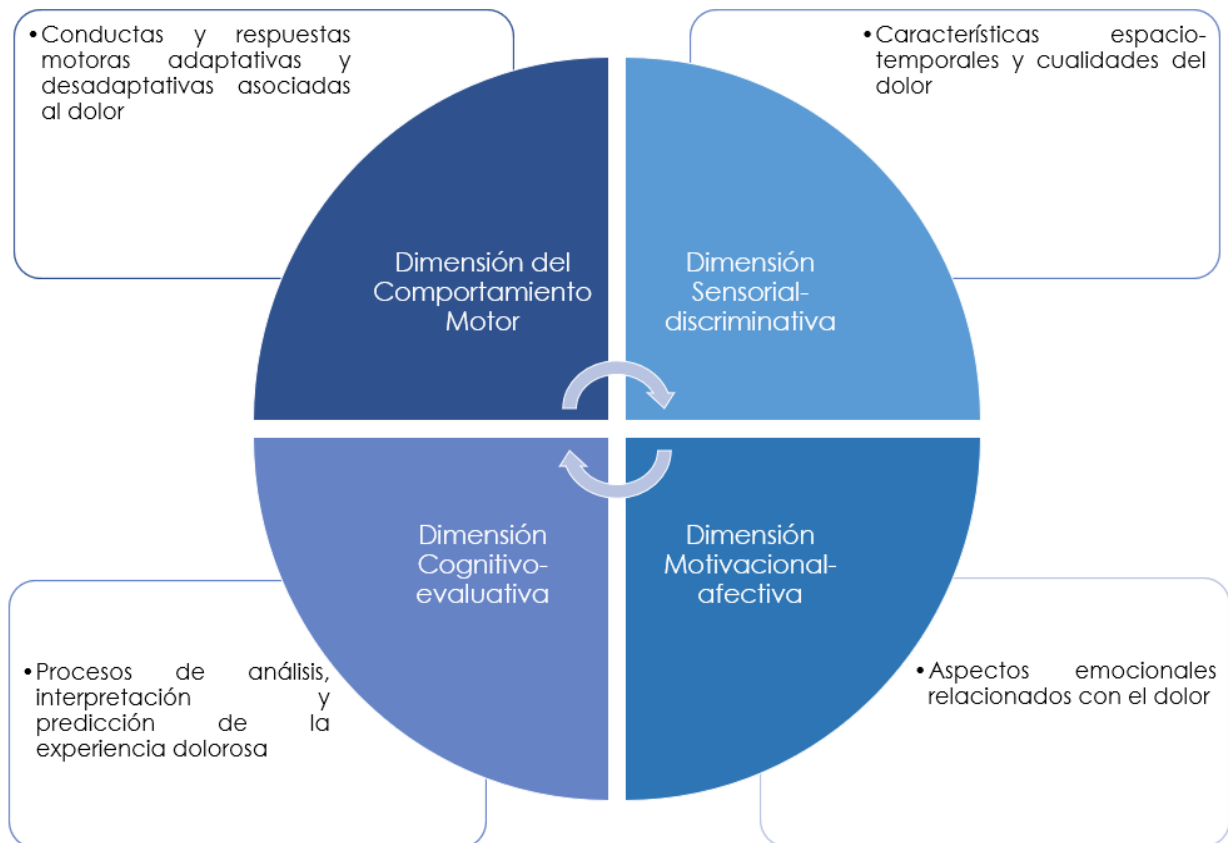 •Conductas y respuestas
motoras adaptativas y
desadaptativas asociadas
al dolor
•Características espacio-
temporales y cualidades del
dolor
Dimensión del
Comportamiento
Motor
Dimensión
Sensorial-
discriminativa
Dimensión
Cognitivo-
evaluativa
Dimensión
Motivacional-
afectiva
•Procesos de análisis,
interpretación y
predicción de la
experiencia dolorosa
•Aspectos emocionales
relacionados con el dolor